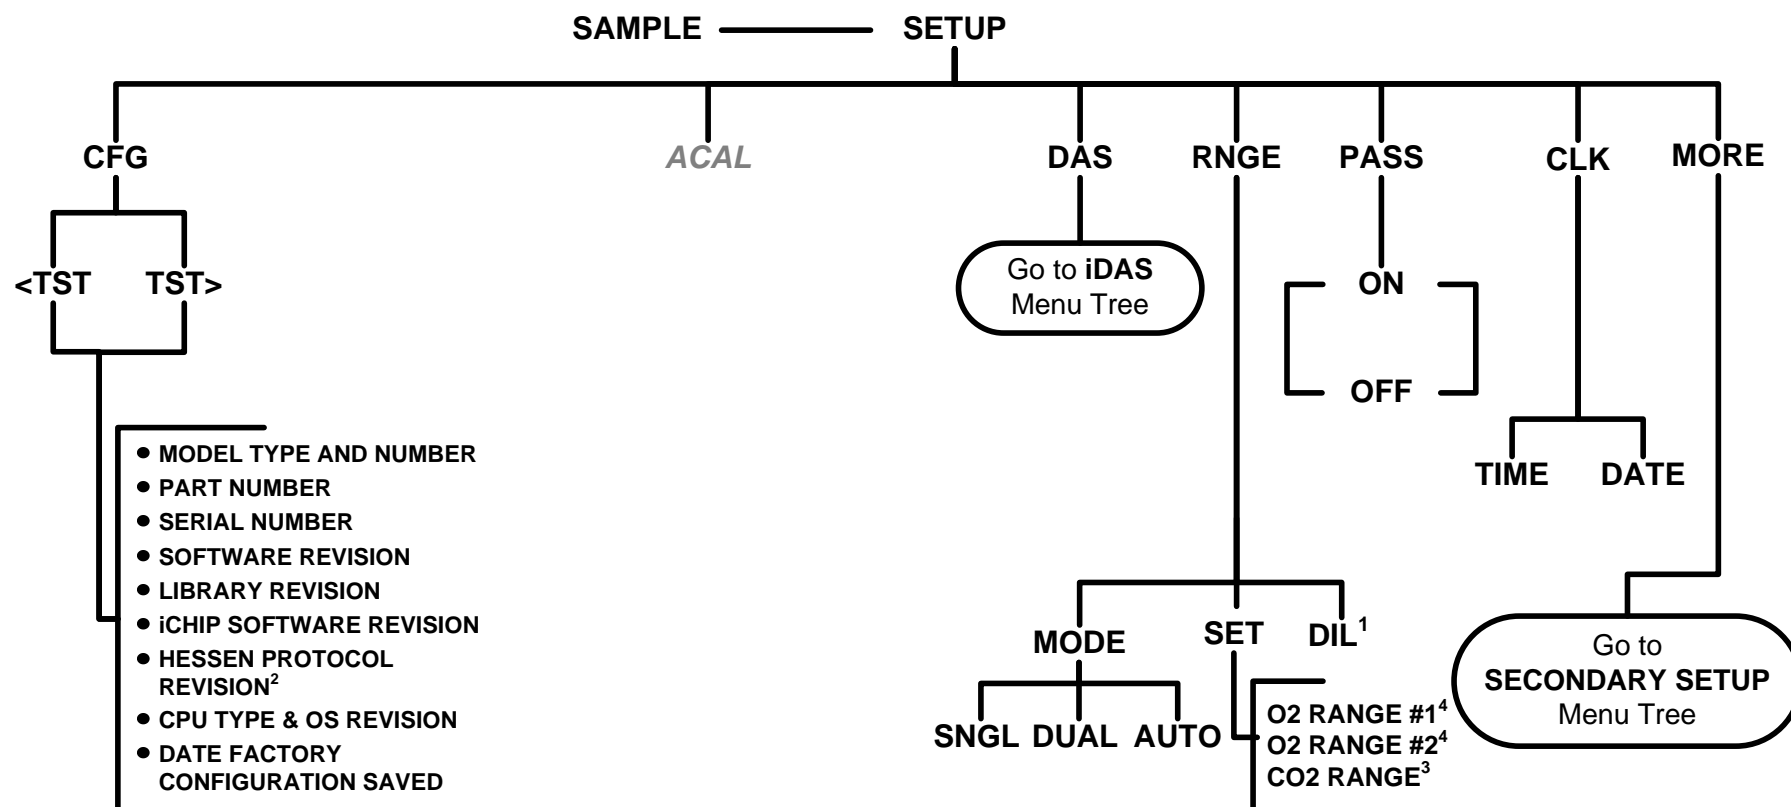 SAMPLE SETUP
CFG ACAL DAS RNGE PASS CLK MORE
<TST TST>
Go to iDAS
Menu Tree
ON
OFF
TIME DATE
MODEL TYPE AND NUMBER
PART NUMBER
SERIAL NUMBER
SOFTWARE REVISION
LIBRARY REVISION
iCHIP SOFTWARE REVISION
HESSEN PROTOCOL
REVISION²
CPU TYPE & OS REVISION
DATE FACTORY
CONFIGURATION SAVED
MODE SET DIL¹
SNGL DUAL AUTO
O2 RANGE #1⁴
O2 RANGE #2⁴
CO2 RANGE³
Go to
SECONDARY SETUP
Menu Tree